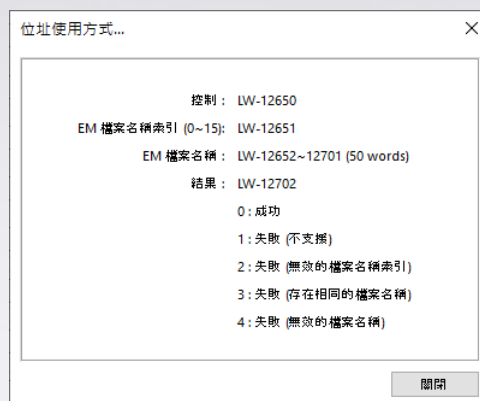 位址使用方式...
控制： LW-12650
EM 檔案名稱索引 (0~15): LW-12651
EM 檔案名稱： LW-12652~12701 (50 words)
結果： LW-12702
0 : 成功
1 : 失敗 (不支援)
2 : 失敗 (無效的檔案名稱索引)
3 : 失敗 (存在相同的檔案名稱)
4 : 失敗 (無效的檔案名稱)
關閉